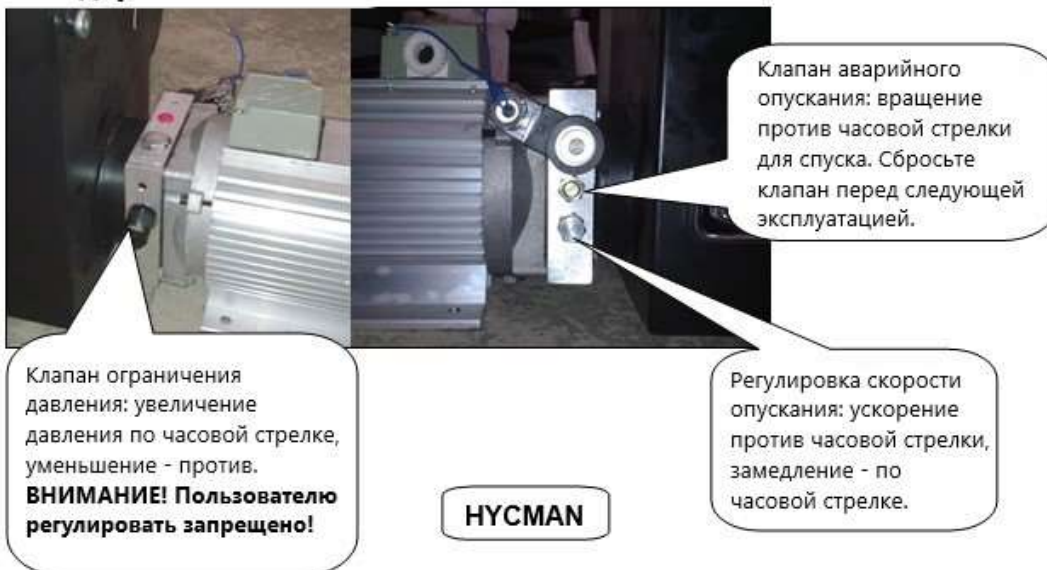 Клапан аварийного
опускания: вращение
против часовой стрелки
для спуска. Сбросьте
клапан перед следующей
эксплуатацией.
Клапан ограничения
давления: увеличение
давления по часовой стрелке,
уменьшение - против.
ВНИМАНИЕ! Пользователю
регулировать запрещено!
Регулировка скорости
опускания: ускорение
против часовой стрелки,
замедление - по
часовой стрелке.
HYCMAN